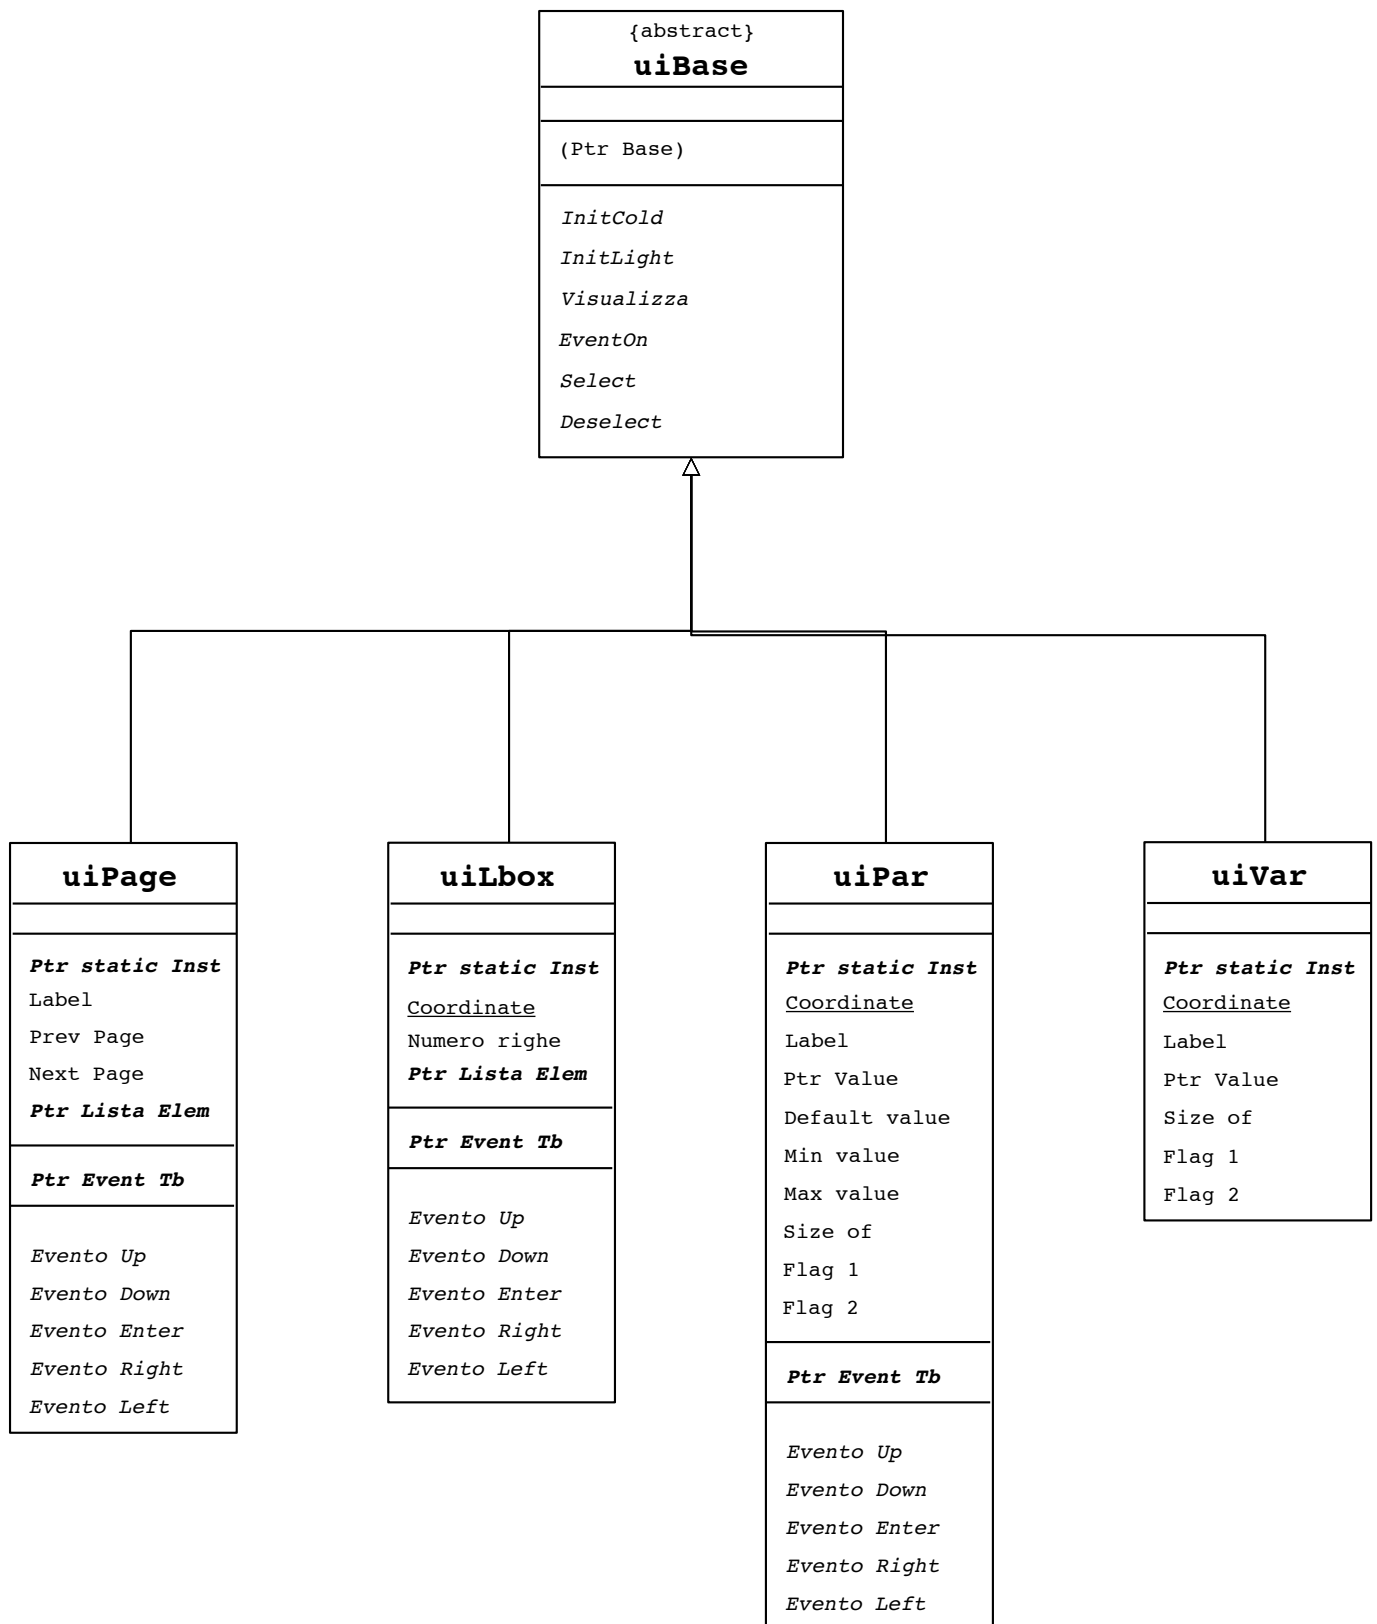 {abstract}
uiBase
(Ptr Base)
InitCold
InitLight
Visualizza
EventOn
Select
Deselect
uiPage
Ptr static Inst
Label
Prev Page
Next Page
Ptr Lista Elem
Ptr Event Tb
Evento Up
Evento Down
Evento Enter
Evento Right
Evento Left
uiLbox
Ptr static Inst
Coordinate
Numero righe
Ptr Lista Elem
Ptr Event Tb
Evento Up
Evento Down
Evento Enter
Evento Right
Evento Left
uiPar
Ptr static Inst
Coordinate
Label
Ptr Value
Default value
Min value
Max value
Size of
Flag 1
Flag 2
Ptr Event Tb
Evento Up
Evento Down
Evento Enter
Evento Right
Evento Left
uiVar
Ptr static Inst
Coordinate
Label
Ptr Value
Size of
Flag 1
Flag 2